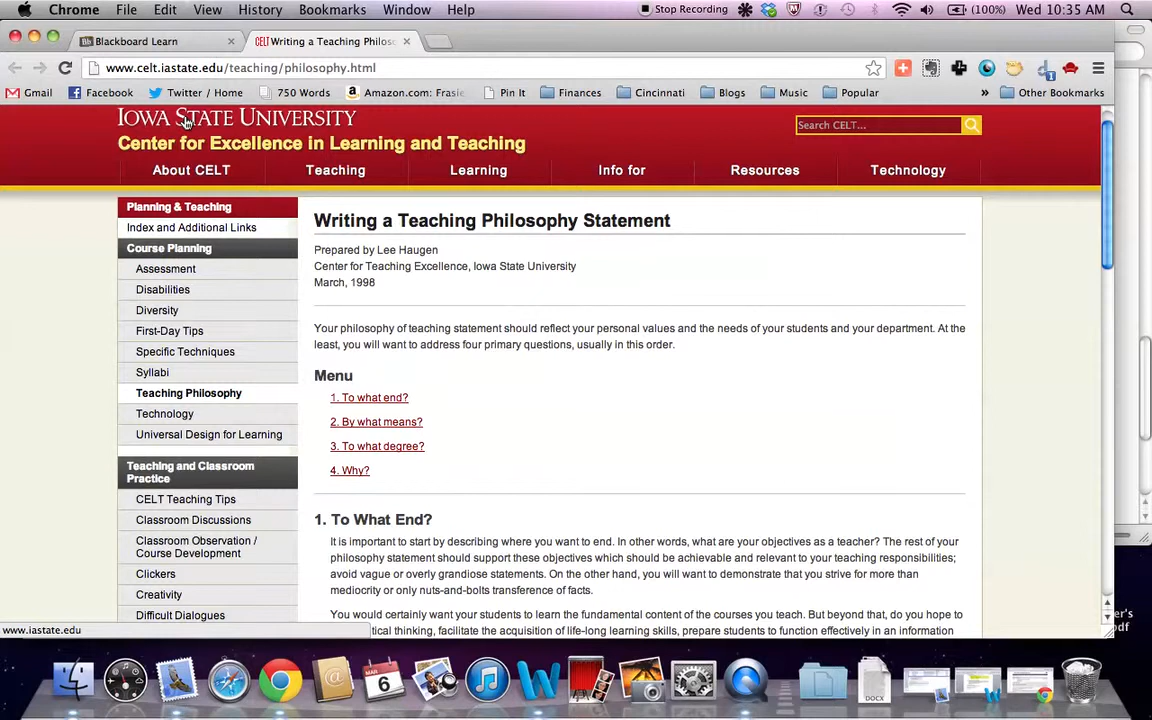 Chrome File Edit View History Bookmarks Window Help Stop Recording (100%) Wed 10:35 AM
Blackboard Learn
CELT Writing a Teaching Philos
www.celt.iastate.edu/teaching/philosophy.html
Gmail Facebook Twitter / Home 750 Words Amazon.com: Frasie Pin It Finances Cincinnati Blogs Music Popular » Other Bookmarks
IOWA STATE UNIVERSITY
Center for Excellence in Learning and Teaching
Search CELT...
About CELT Teaching Learning Info for Resources Technology
Planning & Teaching
Index and Additional Links
Course Planning
Assessment
Disabilities
Diversity
First-Day Tips
Specific Techniques
Syllabi
Teaching Philosophy
Technology
Universal Design for Learning
Teaching and Classroom
Practice
CELT Teaching Tips
Classroom Discussions
Classroom Observation /
Course Development
Clickers
Creativity
Difficult Dialogues
Writing a Teaching Philosophy Statement
Prepared by Lee Haugen
Center for Teaching Excellence, Iowa State University
March, 1998
Your philosophy of teaching statement should reflect your personal values and the needs of your students and your department. At the
least, you will want to address four primary questions, usually in this order.
Menu
1. To what end?
2. By what means?
3. To what degree?
4. Why?
1. To What End?
It is important to start by describing where you want to end. In other words, what are your objectives as a teacher? The rest of your
philosophy statement should support these objectives which should be achievable and relevant to your teaching responsibilities;
avoid vague or overly grandiose statements. On the other hand, you will want to demonstrate that you strive for more than
mediocrity or only nuts-and-bolts transference of facts.
You would certainly want your students to learn the fundamental content of the courses you teach. But beyond that, do you hope to
tical thinking, facilitate the acquisition of life-long learning skills, prepare students to function effectively in an information
www.iastate.edu
er's
pdf
MAR
6
DOCX